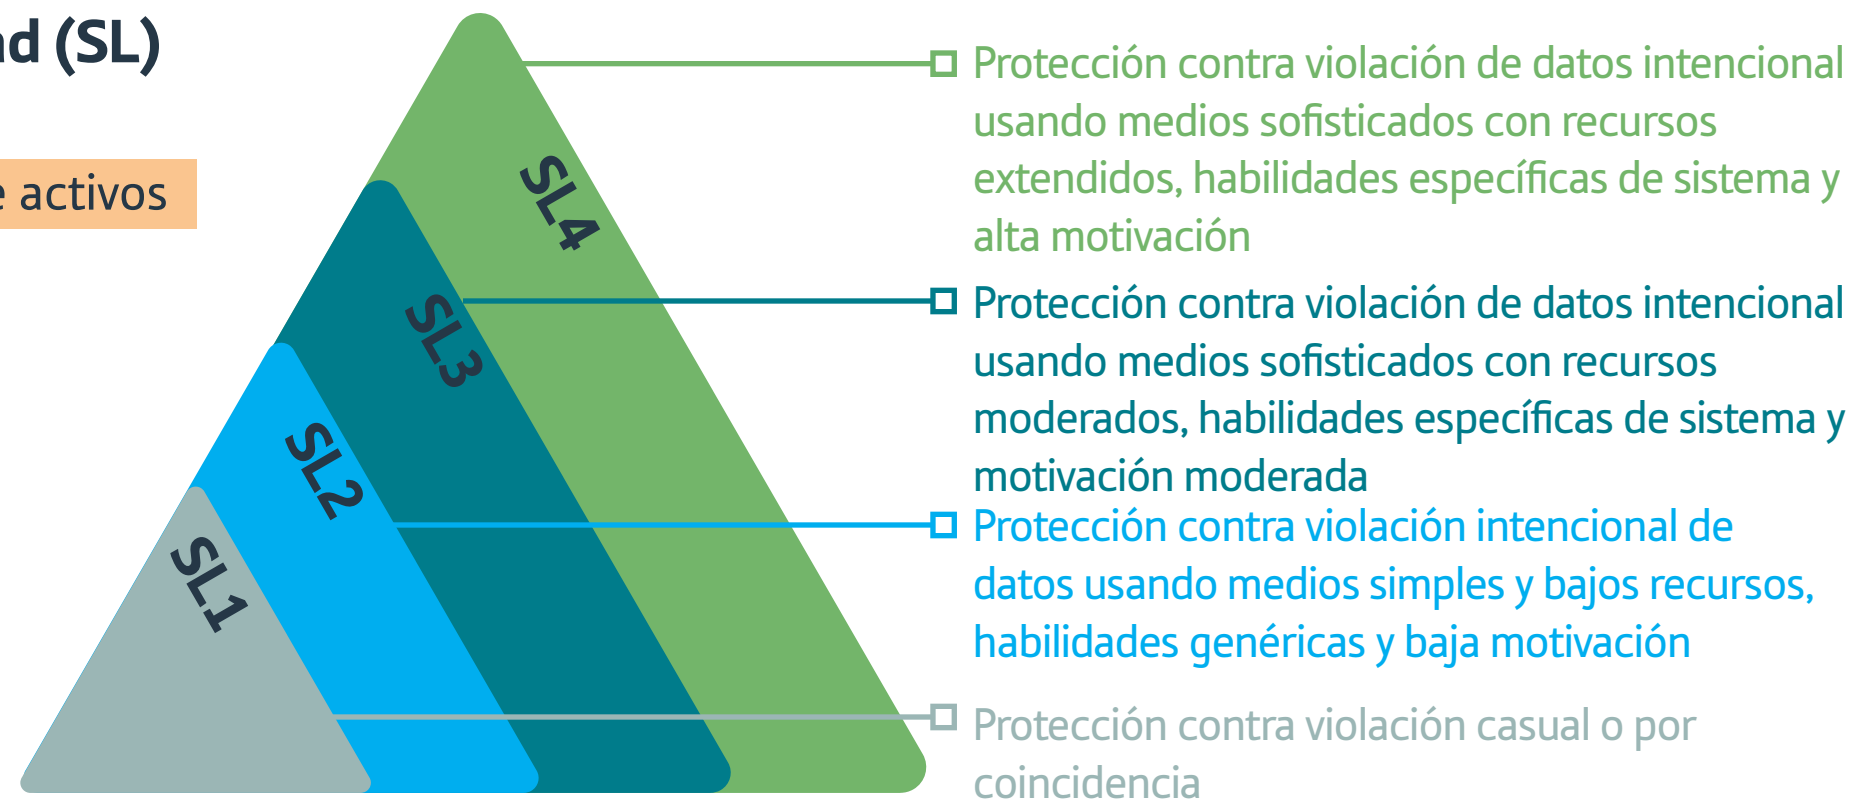 d (SL)
activos
SL4
SL3
SL2
SL1
Protección contra violación de datos intencional
usando medios sofisticados con recursos
extendidos, habilidades específicas de sistema y
alta motivación
Protección contra violación de datos intencional
usando medios sofisticados con recursos
moderados, habilidades específicas de sistema y
motivación moderada
Protección contra violación intencional de
datos usando medios simples y bajos recursos,
habilidades genéricas y baja motivación
Protección contra violación casual o por
coincidencia